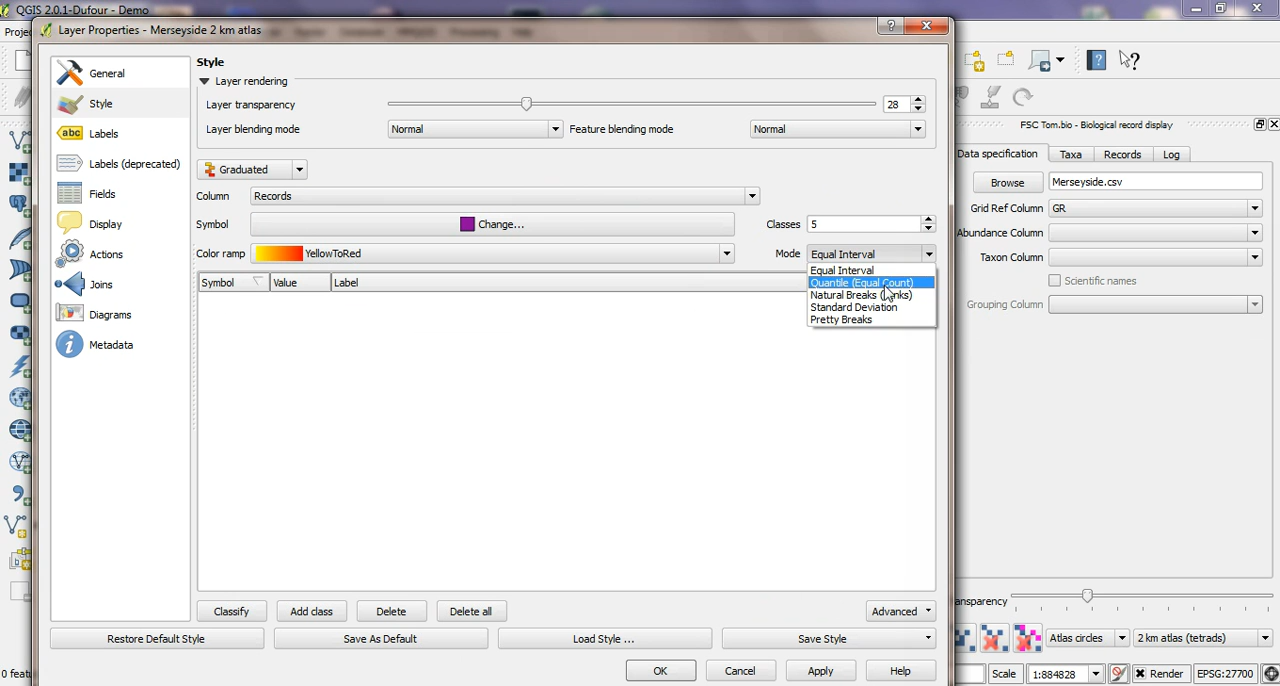 QGIS 2.0.1-Dufour - Demo
Layer Properties - Merseyside 2 km atlas
General
Style
Labels
Labels (deprecated)
Fields
Display
Actions
Joins
Diagrams
Metadata
Style
Layer rendering
Layer transparency
28
Layer blending mode
Normal
Feature blending mode
Normal
Graduated
Column
Records
Symbol
Change...
Classes
5
Color ramp
YellowToRed
Mode
Equal Interval
Symbol
Value
Label
Equal Interval
Quantile (Equal Count)
Natural Breaks
Standard Deviation
Pretty Breaks
Classify
Add class
Delete
Delete all
Advanced
Restore Default Style
Save As Default
Load Style ...
Save Style
OK
Cancel
Apply
Help
FSC Tom.bio - Biological record display
Data specification
Taxa
Records
Log
Browse
Merseyside.csv
Grid Ref Column
GR
Abundance Column
Taxon Column
Scientific names
Grouping Column
Atlas circles
2 km atlas (tetrads)
Scale
1:884828
Render
EPSG:27700